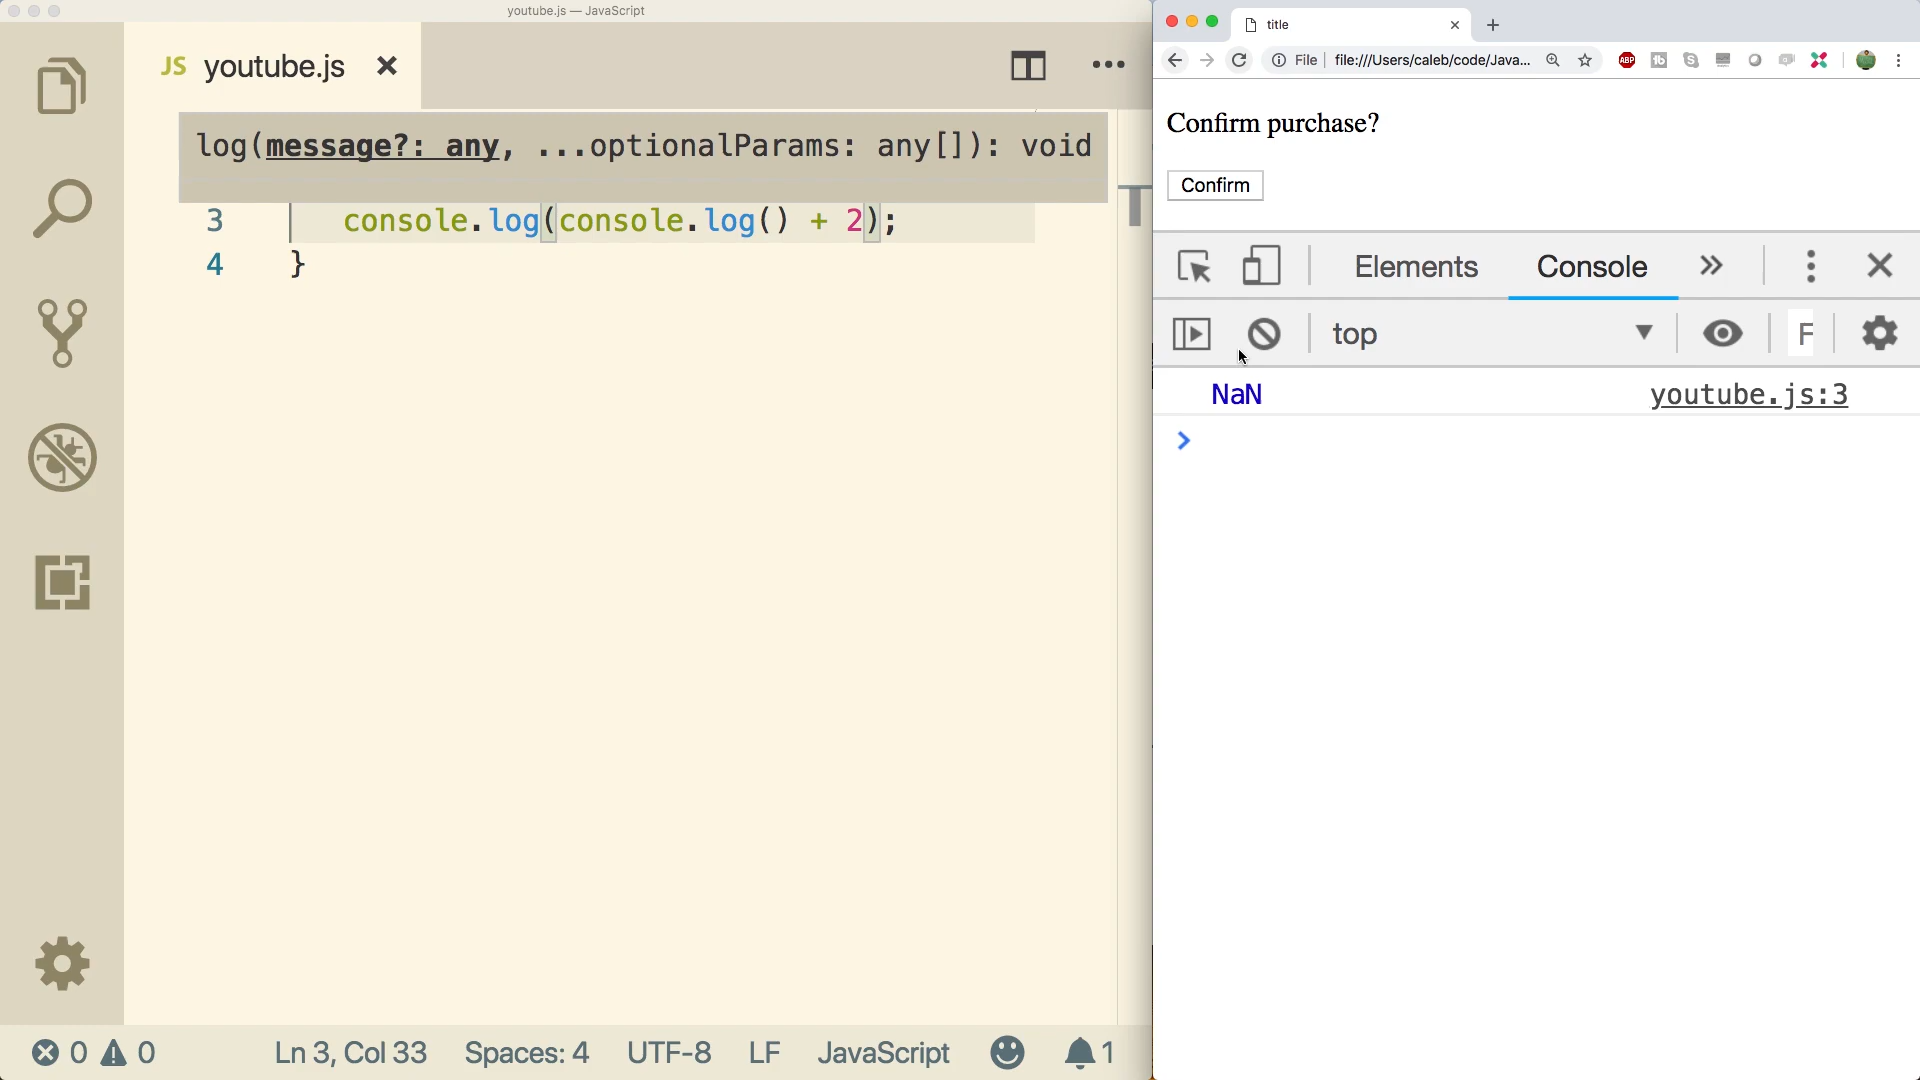 youtube.js — JavaScript
JS youtube.js
log(message?: any, ...optionalParams: any[]): void
3 console.log(console.log() + 2);
4 }
0 0 Ln 3, Col 33 Spaces: 4 UTF-8 LF JavaScript 1
title
File file:///Users/caleb/code/Java...
ABP
Confirm purchase?
Confirm
Elements Console
top F
NaN youtube.js:3